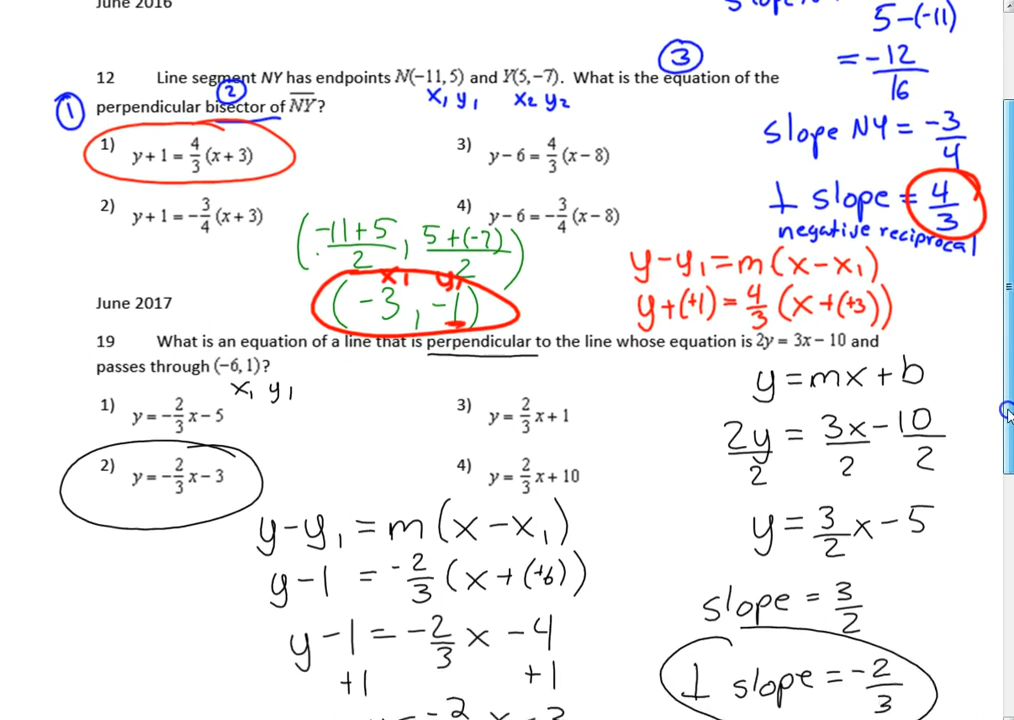 June 2016
5-(-11)
③
= -12/16
12 Line segment NY has endpoints N(-11, 5) and Y(5, -7). What is the equation of the
x₁ y₁ x₂ y₂
① ②
perpendicular bisector of NY?
slope NY = -3/4
1) y + 1 = 4/3 (x + 3)
3) y - 6 = 4/3 (x - 8)
2) y + 1 = -3/4 (x + 3)
4) y - 6 = -3/4 (x - 8)
⊥ slope = 4/3
negative reciprocal
(-11+5/2, 5+(-7)/2)
x₁ y₁
(-3, -1)
y-y₁=m(x-x₁)
y+(+1) = 4/3 (x+(+3))
June 2017
19 What is an equation of a line that is perpendicular to the line whose equation is 2y = 3x - 10 and
passes through (-6, 1)?
x₁ y₁
1) y = -2/3 x - 5
3) y = 2/3 x + 1
2) y = -2/3 x - 3
4) y = 2/3 x + 10
y = mx + b
2y/2 = 3x/2 - 10/2
y = 3/2 x - 5
slope = 3/2
⊥ slope = -2/3
y-y₁ = m(x-x₁)
y-1 = -2/3 (x+(+6))
y-1 = -2/3 x -4
+1 +1